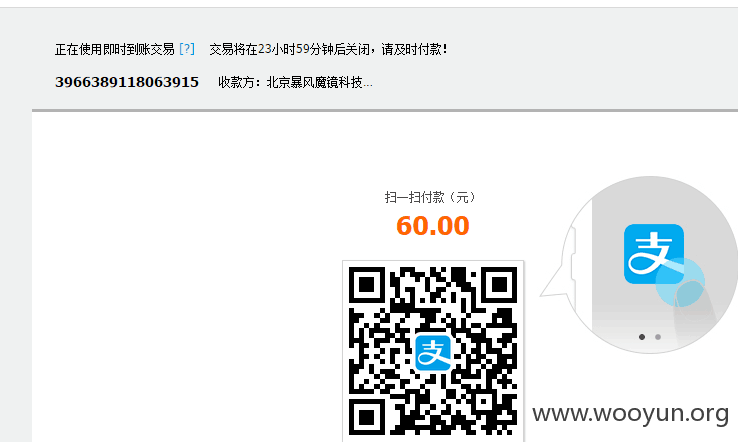 正在使用即时到账交易 [?] 交易将在23小时59分钟后关闭，请及时付款！
3966389118063915 收款方：北京暴风魔镜科技...
扫一扫付款（元）
60.00
支
支
www.wooyun.org